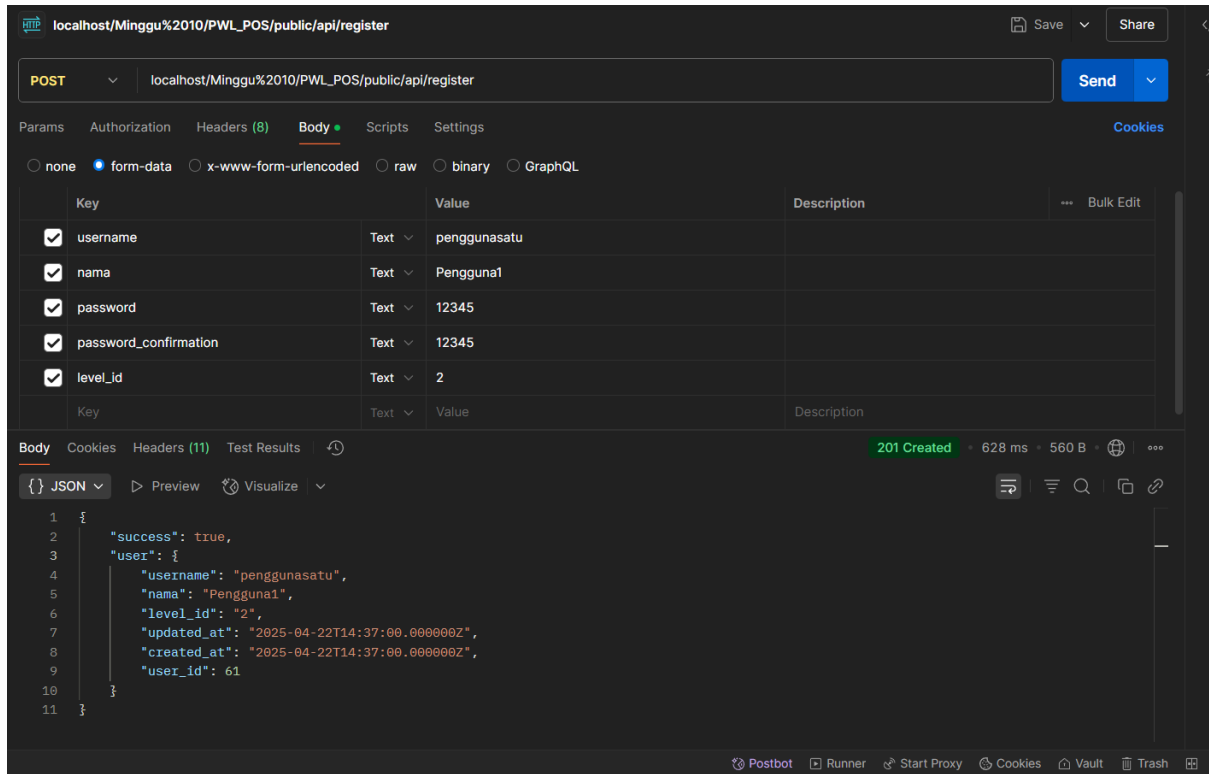 HTTP localhost/Minggu%2010/PWL_POS/public/api/register Save Share
POST localhost/Minggu%2010/PWL_POS/public/api/register Send
Params Authorization Headers (8) Body Scripts Settings Cookies
none form-data x-www-form-urlencoded raw binary GraphQL
Key Value Description Bulk Edit
username Text penggunasatu
nama Text Pengguna1
password Text 12345
password_confirmation Text 12345
level_id Text 2
Key Text Value Description
Body Cookies Headers (11) Test Results 201 Created 628 ms 560 B
{} JSON Preview Visualize
1 {
2 "success": true,
3 "user": {
4 "username": "penggunasatu",
5 "nama": "Pengguna1",
6 "level_id": "2",
7 "updated_at": "2025-04-22T14:37:00.000000Z",
8 "created_at": "2025-04-22T14:37:00.000000Z",
9 "user_id": 61
10 }
11 }
Postbot Runner Start Proxy Cookies Vault Trash